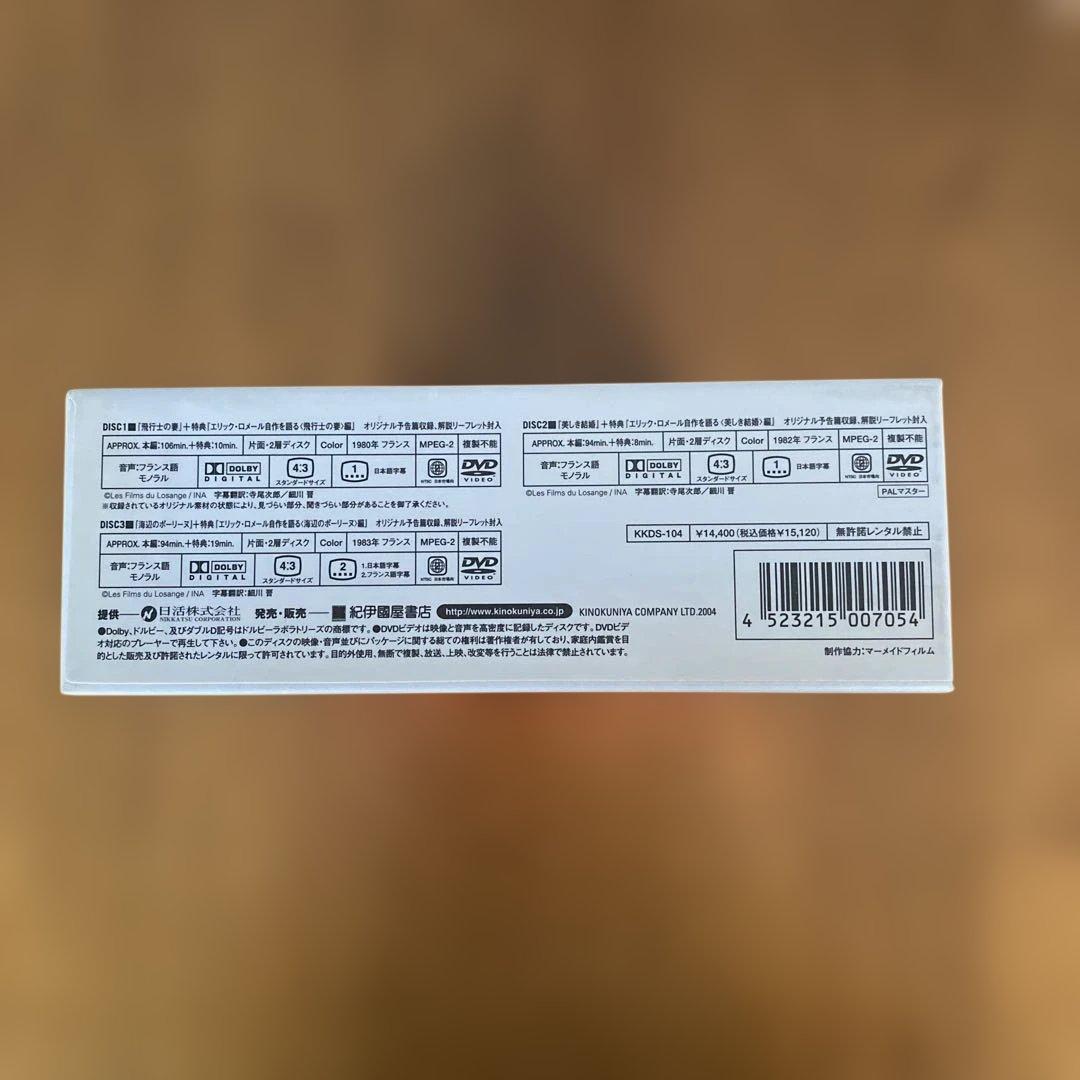 DISC1■『飛行士の妻』＋特典『エリック・ロメール自作を語る〈飛行士の妻〉編』 オリジナル予告篇収録、解説リーフレット封入
APPROX. 本編:106min.＋特典:10min. 片面・2層ディスク Color 1980年 フランス MPEG-2 複製不能
音声:フランス語
モノラル
DOLBY
DIGITAL
4:3
スタンダードサイズ
1
日本語字幕
NTSC 日本市場向
DVD
VIDEO
©Les Films du Losange / INA 字幕翻訳:寺尾次郎／細川 晋
※収録されているオリジナル素材の状態により、見づらい部分、聞きづらい部分があることを御了承ください。
DISC2■『美しき結婚』＋特典『エリック・ロメール自作を語る〈美しき結婚〉編』 オリジナル予告篇収録、解説リーフレット封入
APPROX. 本編:94min.＋特典:8min. 片面・2層ディスク Color 1982年 フランス MPEG-2 複製不能
音声:フランス語
モノラル
DOLBY
DIGITAL
4:3
スタンダードサイズ
1
日本語字幕
NTSC 日本市場向
DVD
VIDEO
©Les Films du Losange / INA 字幕翻訳:寺尾次郎／細川 晋
PALマスター
DISC3■『海辺のポーリーヌ』＋特典『エリック・ロメール自作を語る〈海辺のポーリーヌ〉編』 オリジナル予告篇収録、解説リーフレット封入
APPROX. 本編:94min.＋特典:19min. 片面・2層ディスク Color 1983年 フランス MPEG-2 複製不能
音声:フランス語
モノラル
DOLBY
DIGITAL
4:3
スタンダードサイズ
2
1.日本語字幕
2.フランス語字幕
NTSC 日本市場向
DVD
VIDEO
©Les Films du Losange / INA 字幕翻訳:細川 晋
KKDS-104 ¥14,400(税込価格¥15,120) 無許諾レンタル禁止
4 523215 007054
提供—日活株式会社 発売・販売—紀伊國屋書店 http://www.kinokuniya.co.jp KINOKUNIYA COMPANY LTD.2004
NIKKATSU CORPORATION
●Dolby、ドルビー、及びダブルD記号はドルビーラボラトリーズの商標です。●DVDビデオは映像と音声を高密度に記録したディスクです。DVDビデ
オ対応のプレーヤーで再生して下さい。●このディスクの映像・音声並びにパッケージに関する総ての権利は著作権者が有しており、家庭内鑑賞を目
的とした販売及び許諾されたレンタルに限って許可されています。目的外使用、無断で複製、放送、上映、改変等を行うことは法律で禁止されています。
制作協力:マーメイドフィルム